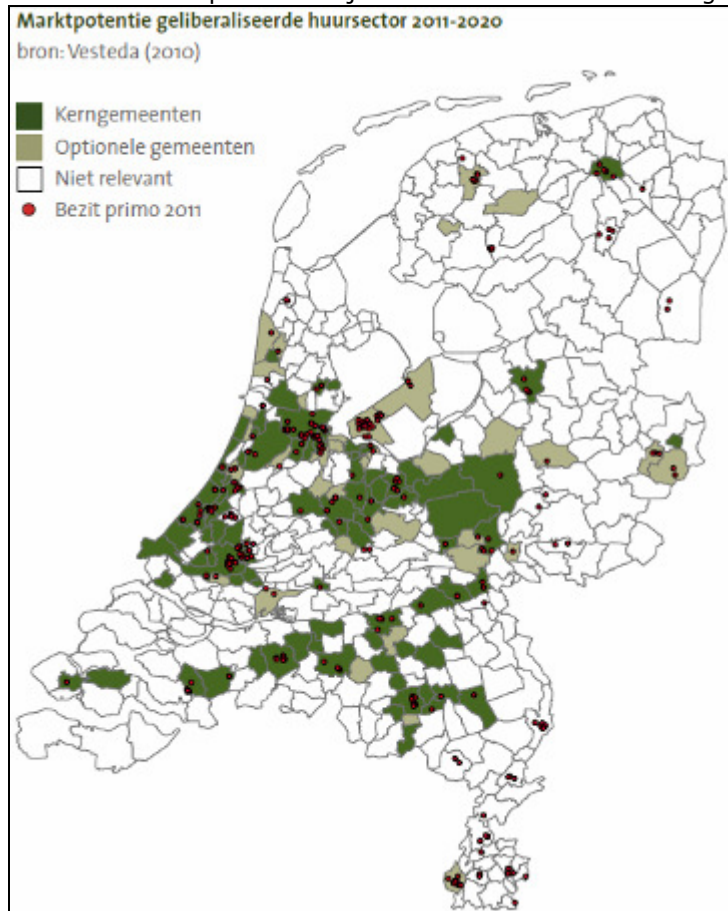 Marktpotentie geliberaliseerde huursector 2011-2020
bron: Vesteda (2010)
Kerngemeenten
Optionele gemeenten
Niet relevant
Bezit primo 2011